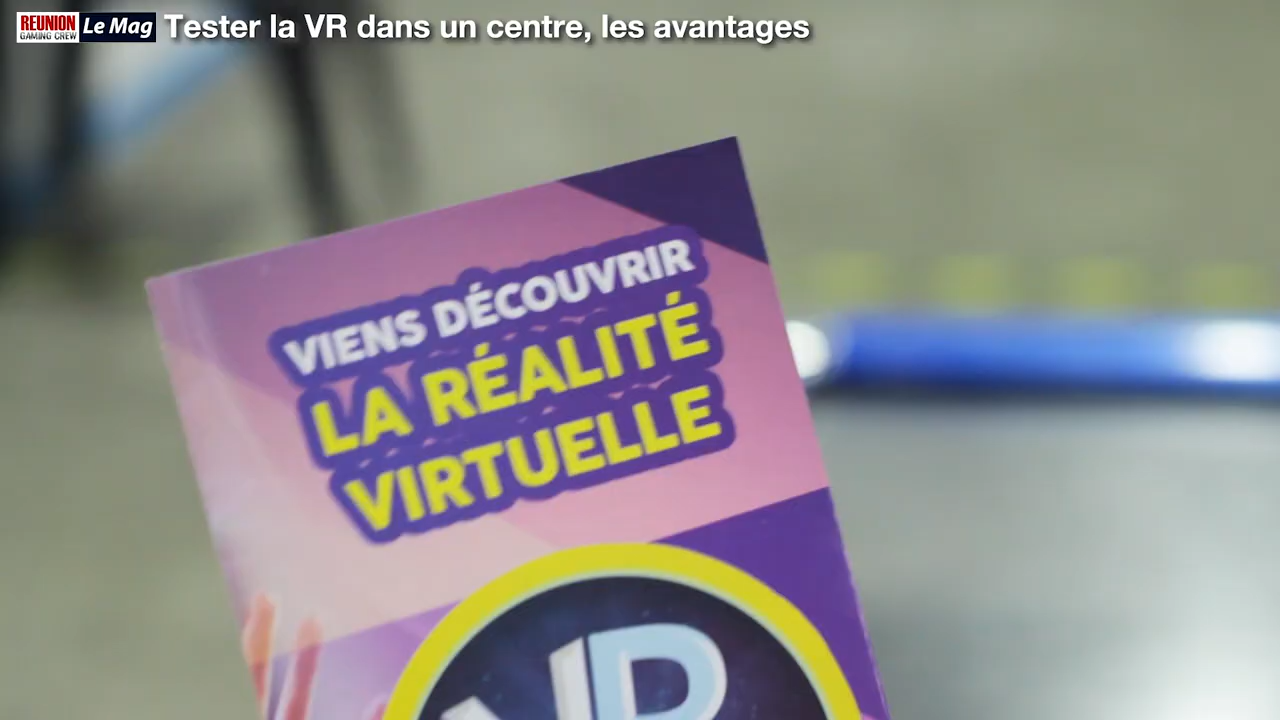 REUNION
GAMING CREW
Le Mag
Tester la VR dans un centre, les avantages
VIENS DÉCOUVRIR
LA RÉALITÉ
VIRTUELLE